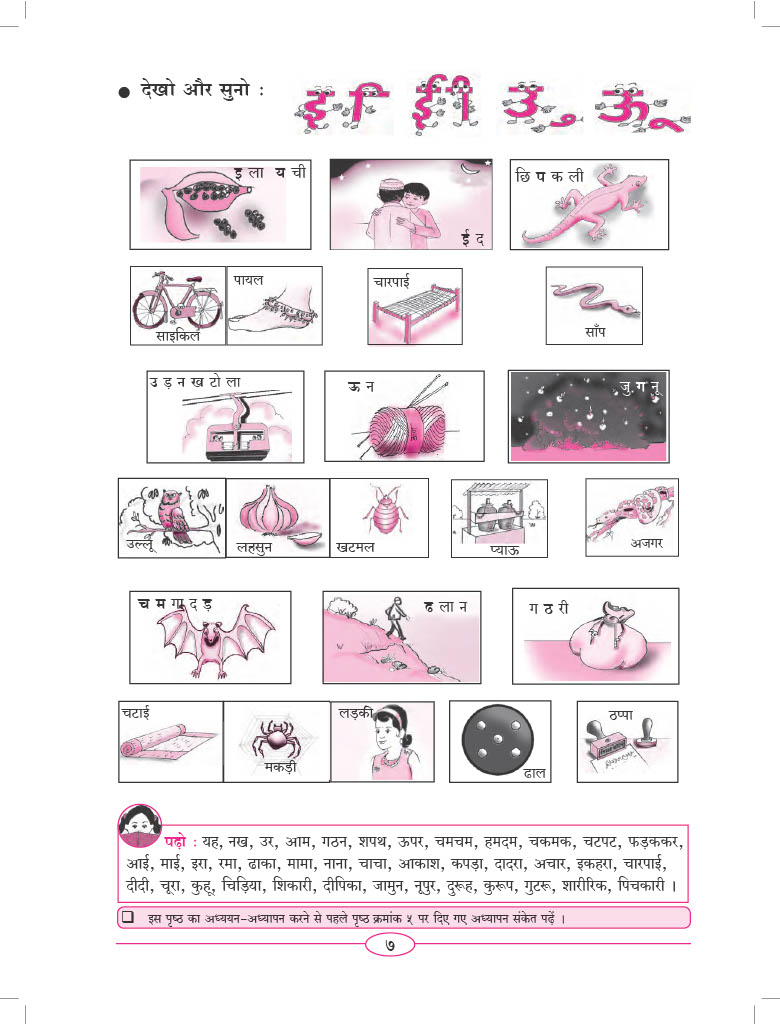 ● देखो और सुनो :
इ ि ई ी उ ु ऊ ू
इ ला य ची
ई द
छि प क ली
साइकिल
पायल
चारपाई
साँप
उ ड़ न ख टो ला
ऊ न
ऊन
जु ग नू
उल्लू
लहसुन
खटमल
प्याऊ
अजगर
च म गा द ड़
ढ ला न
ग ठ री
चटाई
मकड़ी
लड़की
ढाल
ठप्पा
पढ़ो : यह, नख, उर, आम, गठन, शपथ, ऊपर, चमचम, हमदम, चकमक, चटपट, फड़ककर,
आई, माई, इरा, रमा, ढाका, मामा, नाना, चाचा, आकाश, कपड़ा, दादरा, अचार, इकहरा, चारपाई,
दीदी, चूरा, कुहू, चिड़िया, शिकारी, दीपिका, जामुन, नूपुर, दुरूह, कुरूप, गुटरू, शारीरिक, पिचकारी ।
❑ इस पृष्ठ का अध्ययन-अध्यापन करने से पहले पृष्ठ क्रमांक ५ पर दिए गए अध्यापन संकेत पढ़ें ।
७